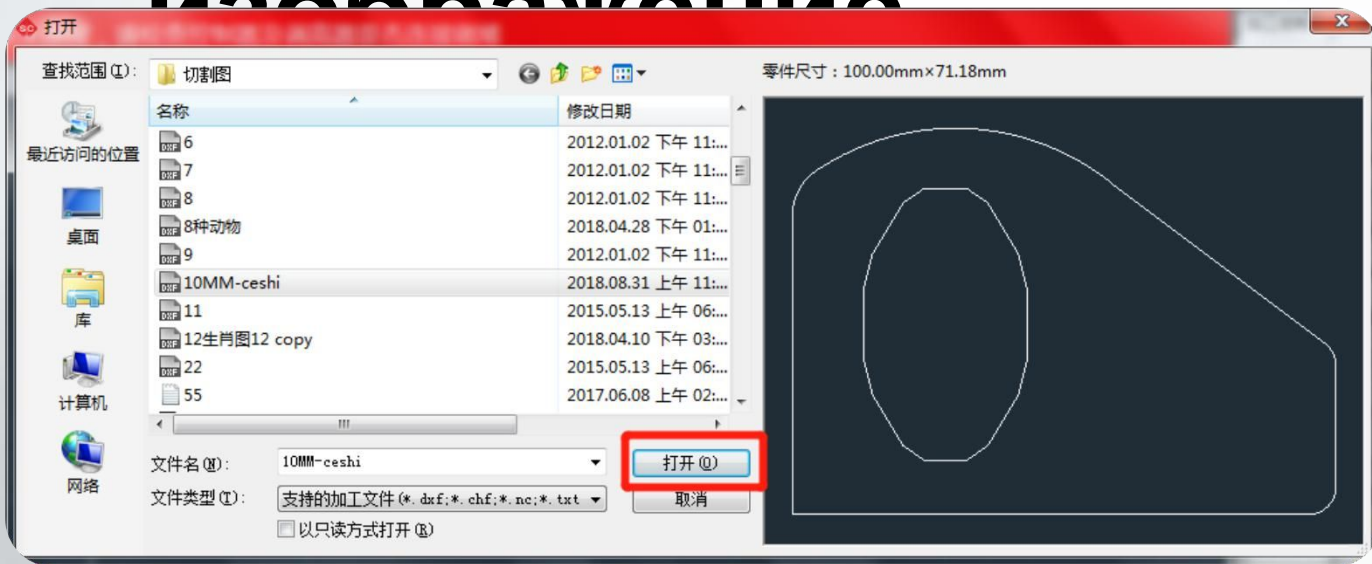 изображение
打开
查找范围(I):
切割图
零件尺寸：100.00mm×71.18mm
名称 修改日期
6 2012.01.02 下午 11:...
7 2012.01.02 下午 11:...
8 2012.01.02 下午 11:...
8种动物 2018.04.28 下午 01:...
9 2012.01.02 下午 11:...
10MM-ceshi 2018.08.31 上午 11:...
11 2015.05.13 上午 06:...
12生肖图12 copy 2018.04.10 下午 03:...
22 2015.05.13 上午 06:...
55 2017.06.08 上午 02:...
最近访问的位置
桌面
库
计算机
网络
文件名(N): 10MM-ceshi 打开(O)
文件类型(T): 支持的加工文件(*.dxf;*.chf;*.nc;*.txt 取消
以只读方式打开(R)